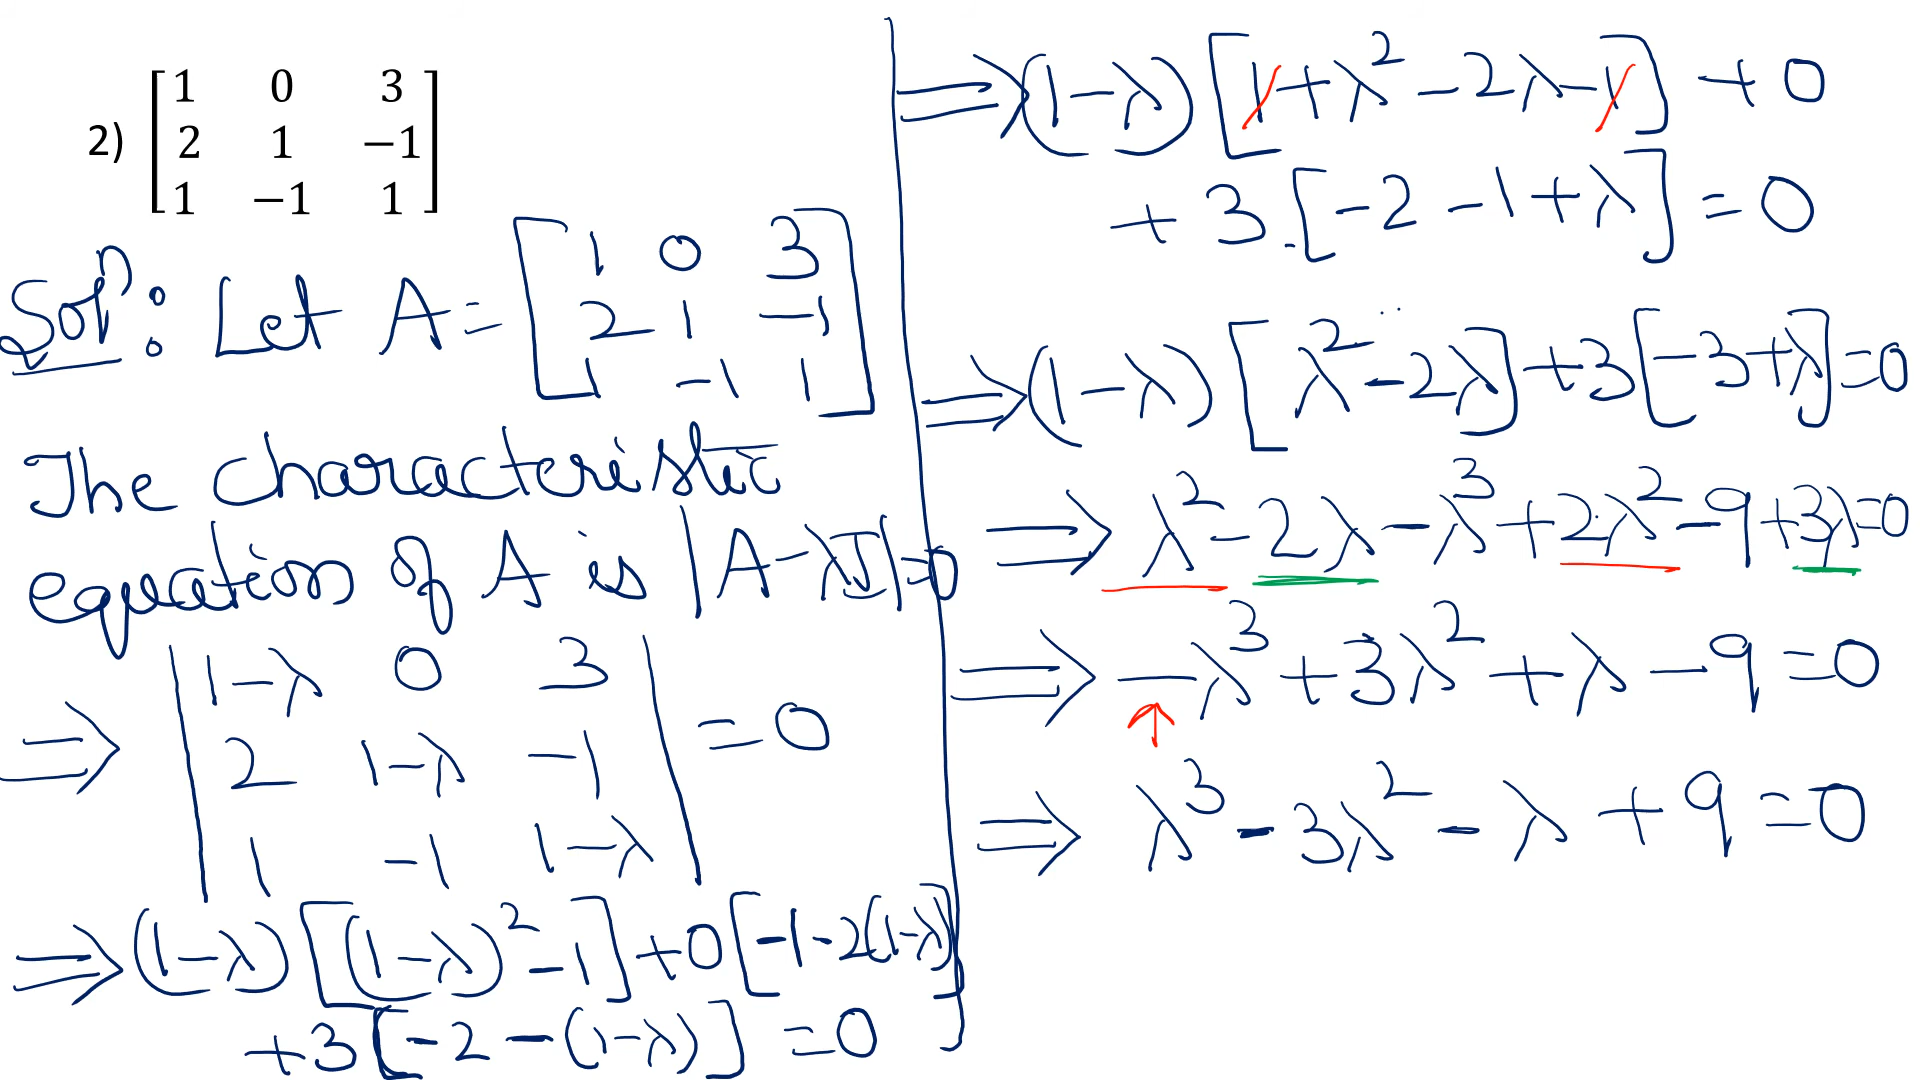 2) [1 0 3
2 1 −1
1 −1 1]
Solⁿ: Let A = [1 0 3
2 1 −1
1 −1 1]
The characteristic
equation of A is |A−λI|=0
⇒ |1−λ 0 3
2 1−λ −1
1 −1 1−λ| = 0
⇒ (1−λ)[(1−λ)²−1]+0[−1−2(1−λ)]
+3[−2−(1−λ)] = 0
⇒ (1−λ)[1+λ²−2λ−1] + 0
+ 3.[−2−1+λ] = 0
⇒ (1−λ)[λ²−2λ]+3[−3+λ]=0
⇒ λ²−2λ−λ³+2λ²−9+3λ=0
⇒ −λ³+3λ²+λ−9=0
⇒ λ³−3λ²−λ+9=0